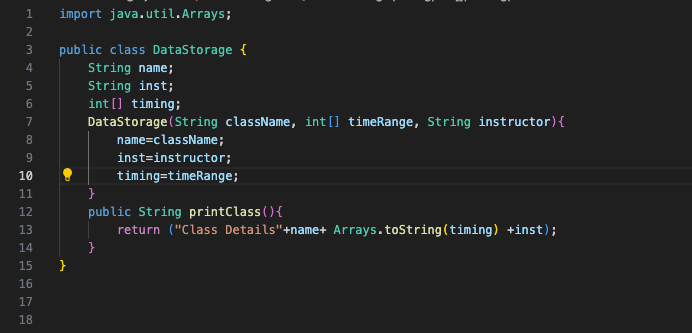 1 import java.util.Arrays;
2
3 public class DataStorage {
4 String name;
5 String inst;
6 int[] timing;
7 DataStorage(String className, int[] timeRange, String instructor){
8 name=className;
9 inst=instructor;
10 timing=timeRange;
11 }
12 public String printClass(){
13 return ("Class Details"+name+ Arrays.toString(timing) +inst);
14 }
15 }
16
17
18